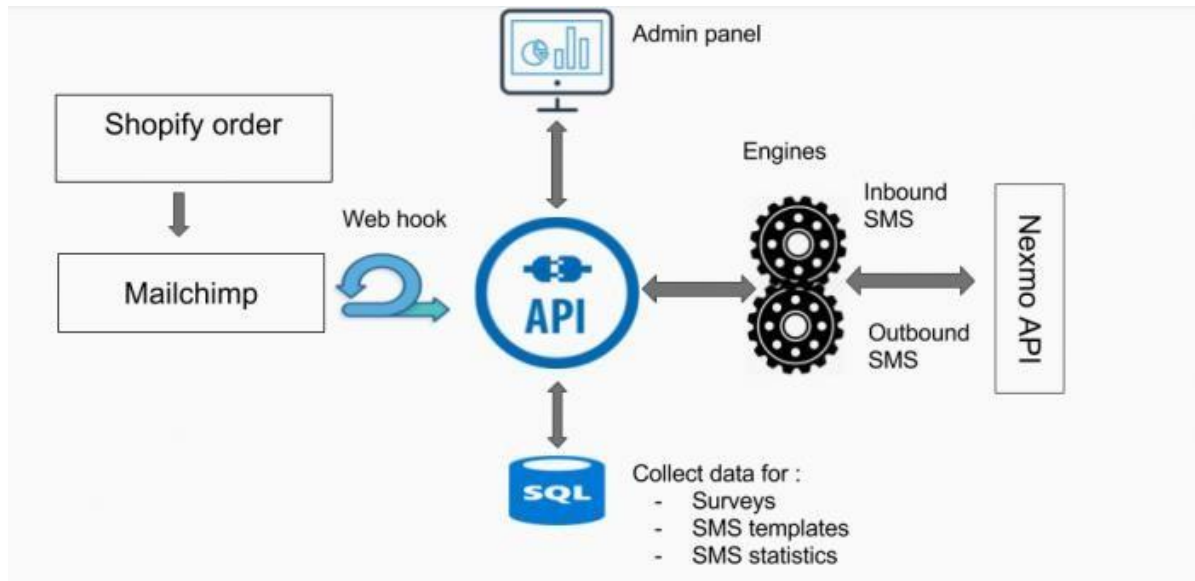 Admin panel
Shopify order
Engines
Inbound
SMS
Web hook
Mailchimp
API
Nexmo API
Outbound
SMS
SQL
Collect data for :
- Surveys
- SMS templates
- SMS statistics